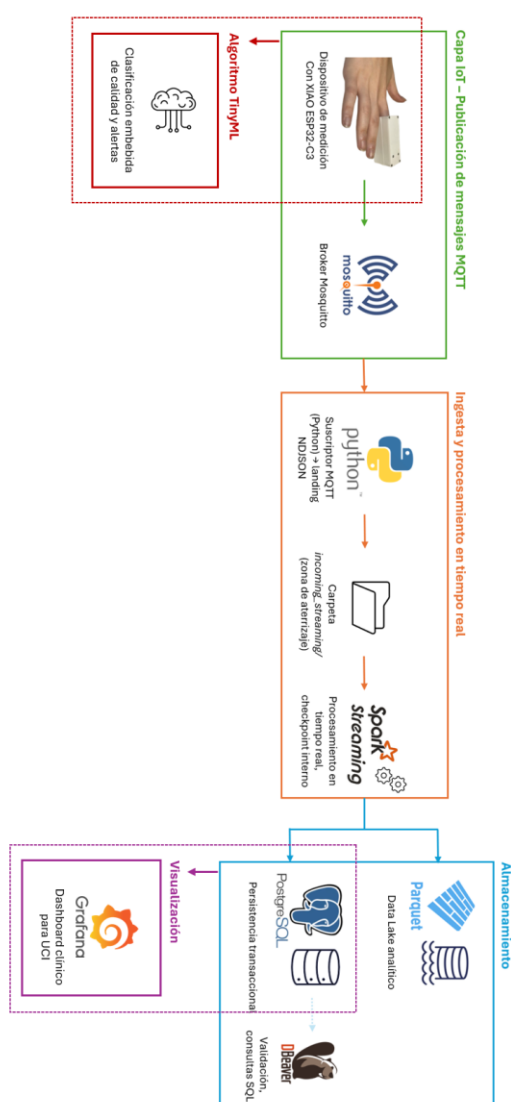 Capa IoT – Publicación de mensajes MQTT
Dispositivo de medición
Con XIAO ESP32-C3
mosquitto
Broker Mosquitto
Algoritmo TinyML
Clasificación embebida
de calidad y alertas
Ingesta y procesamiento en tiempo real
python™
Suscriptor MQTT
(Python) → landing
NDJSON
Carpeta
incoming_streaming/
(zona de aterrizaje)
Spark
Streaming
Procesamiento en
tiempo real,
checkpoint interno
Almacenamiento
Parquet
Data Lake analítico
PostgreSQL
Persistencia transaccional
DBeaver
Validación,
consultas SQL
Visualización
Grafana
Dashboard clínico
para UCI